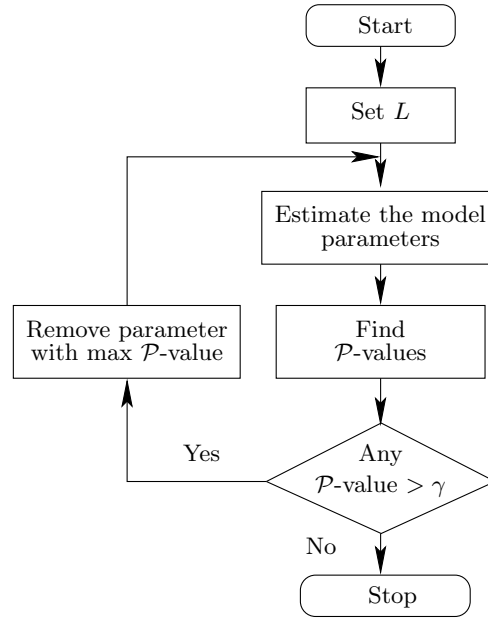 Start
Set L
Estimate the model
parameters
Remove parameter
with max 𝒫-value
Find
𝒫-values
Yes
Any
𝒫-value > γ
No
Stop